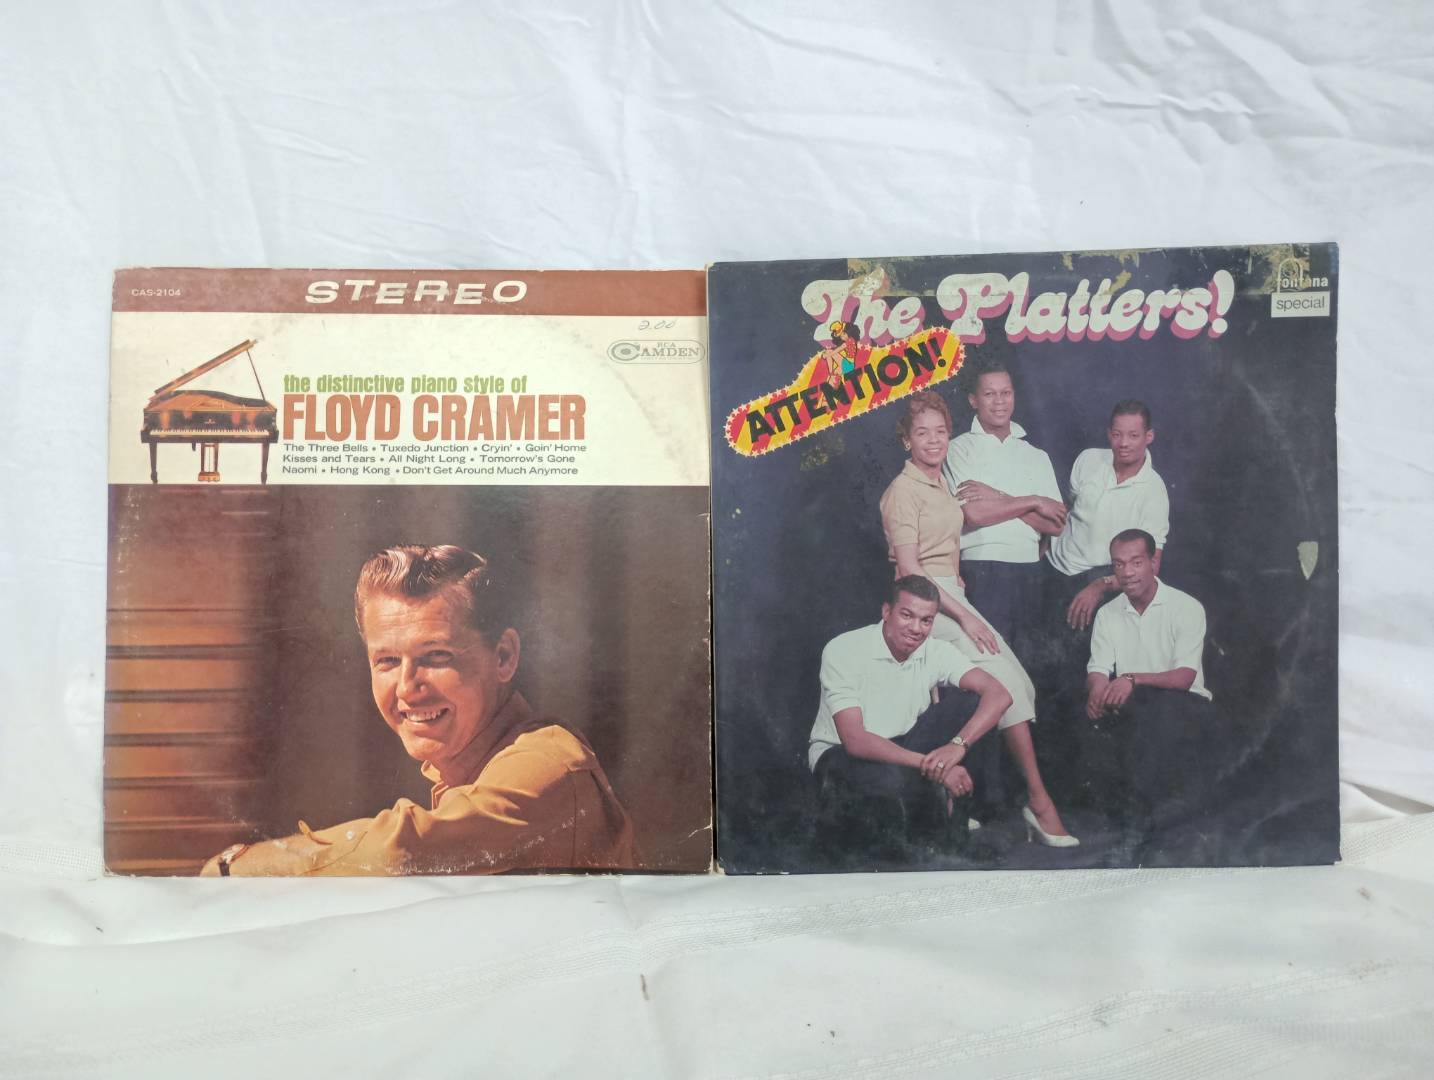 CAS-2104
STEREO
2.00
RCA
CAMDEN
the distinctive piano style of
FLOYD CRAMER
The Three Bells • Tuxedo Junction • Cryin' • Goin' Home
Kisses and Tears • All Night Long • Tomorrow's Gone
Naomi • Hong Kong • Don't Get Around Much Anymore
The Platters!
ATTENTION!
fontana
special